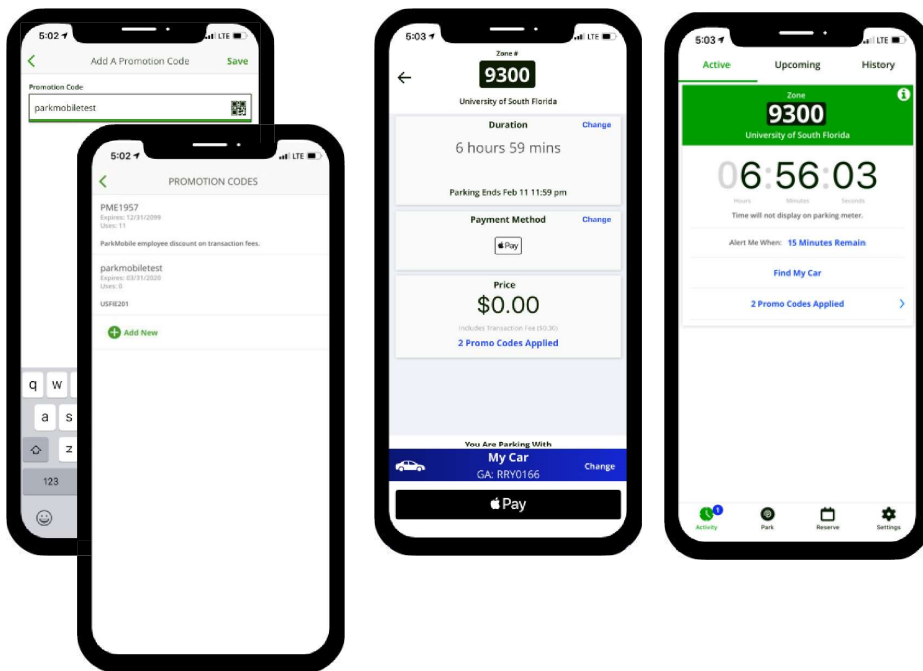 5:02
LTE
Add A Promotion Code
Save
Promotion Code
parkmobiletest
q w
a s
z
123
5:02
LTE
PROMOTION CODES
PME1957
Expires: 12/31/2099
Uses: 11
ParkMobile employee discount on transaction fees.
parkmobiletest
Expires: 03/31/2020
Uses: 0
USFIE201
Add New
5:03
LTE
Zone #
9300
University of South Florida
Duration
Change
6 hours 59 mins
Parking Ends Feb 11 11:59 pm
Payment Method
Change
Pay
Price
$0.00
Includes Transaction Fee ($0.30)
2 Promo Codes Applied
You Are Parking With
My Car
GA: RRY0166
Change
Pay
5:03
LTE
Active
Upcoming
History
Zone
9300
University of South Florida
06:56:03
Hours
Minutes
Seconds
Time will not display on parking meter.
Alert Me When: 15 Minutes Remain
Find My Car
2 Promo Codes Applied
1
Activity
Park
Reserve
Settings